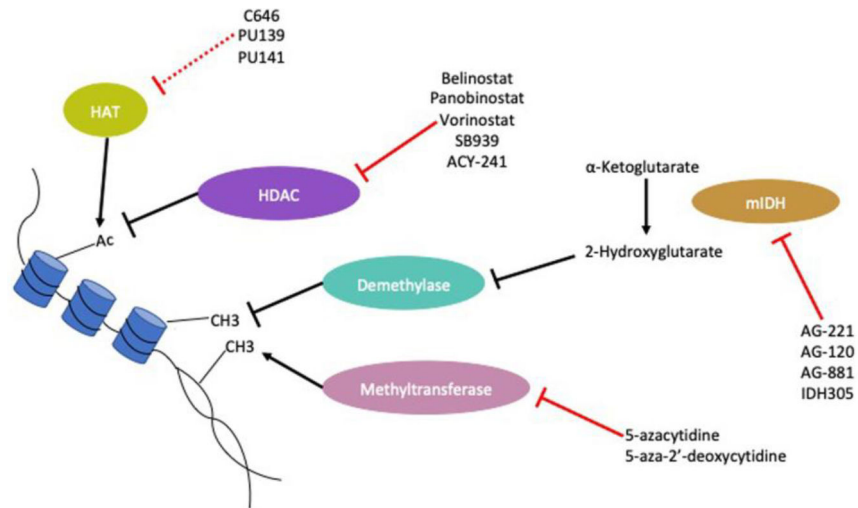 C646
PU139
PU141
HAT
Belinostat
Panobinostat
Vorinostat
SB939
ACY-241
HDAC
α-Ketoglutarate
mIDH
Ac
2-Hydroxyglutarate
Demethylase
CH3
CH3
AG-221
AG-120
AG-881
IDH305
Methyltransferase
5-azacytidine
5-aza-2′-deoxycytidine